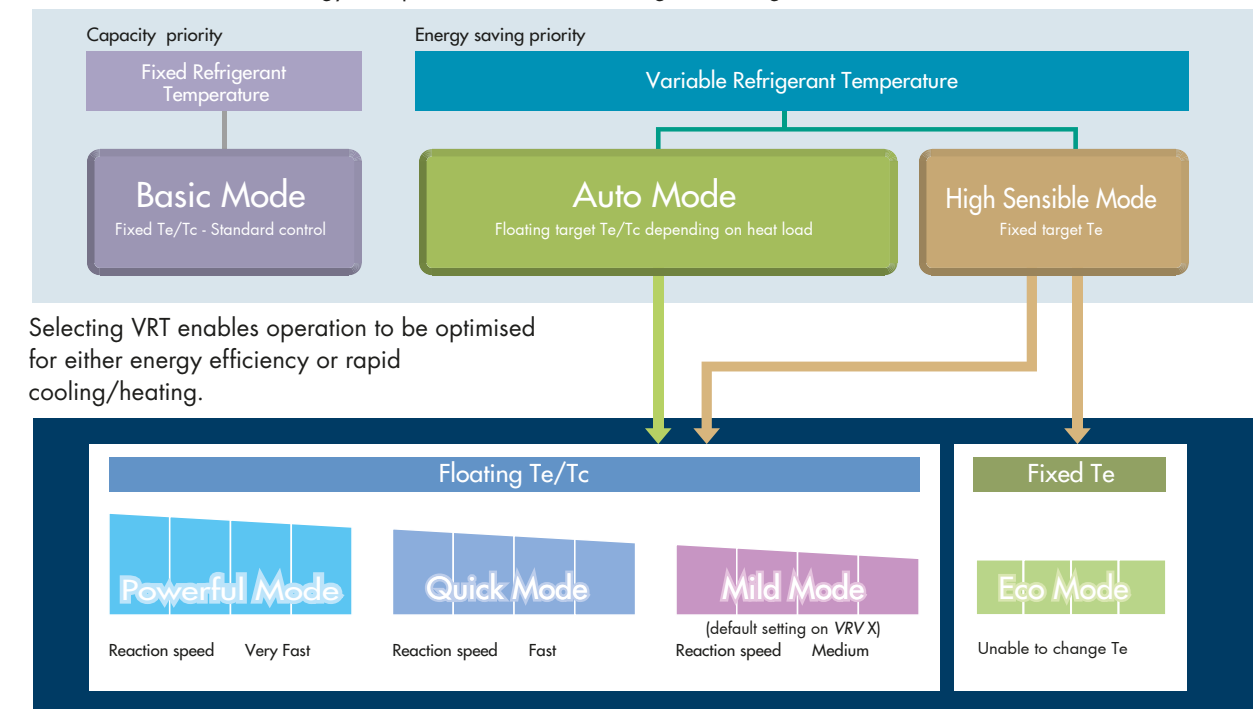 Capacity priority
Energy saving priority
Fixed Refrigerant
Temperature
Variable Refrigerant Temperature
Basic Mode
Fixed Te/Tc - Standard control
Auto Mode
Floating target Te/Tc depending on heat load
High Sensible Mode
Fixed target Te
Selecting VRT enables operation to be optimised
for either energy efficiency or rapid
cooling/heating.
Floating Te/Tc
Fixed Te
Powerful Mode
Quick Mode
Mild Mode
Eco Mode
(default setting on VRV X)
Reaction speed Very Fast
Reaction speed Fast
Reaction speed Medium
Unable to change Te